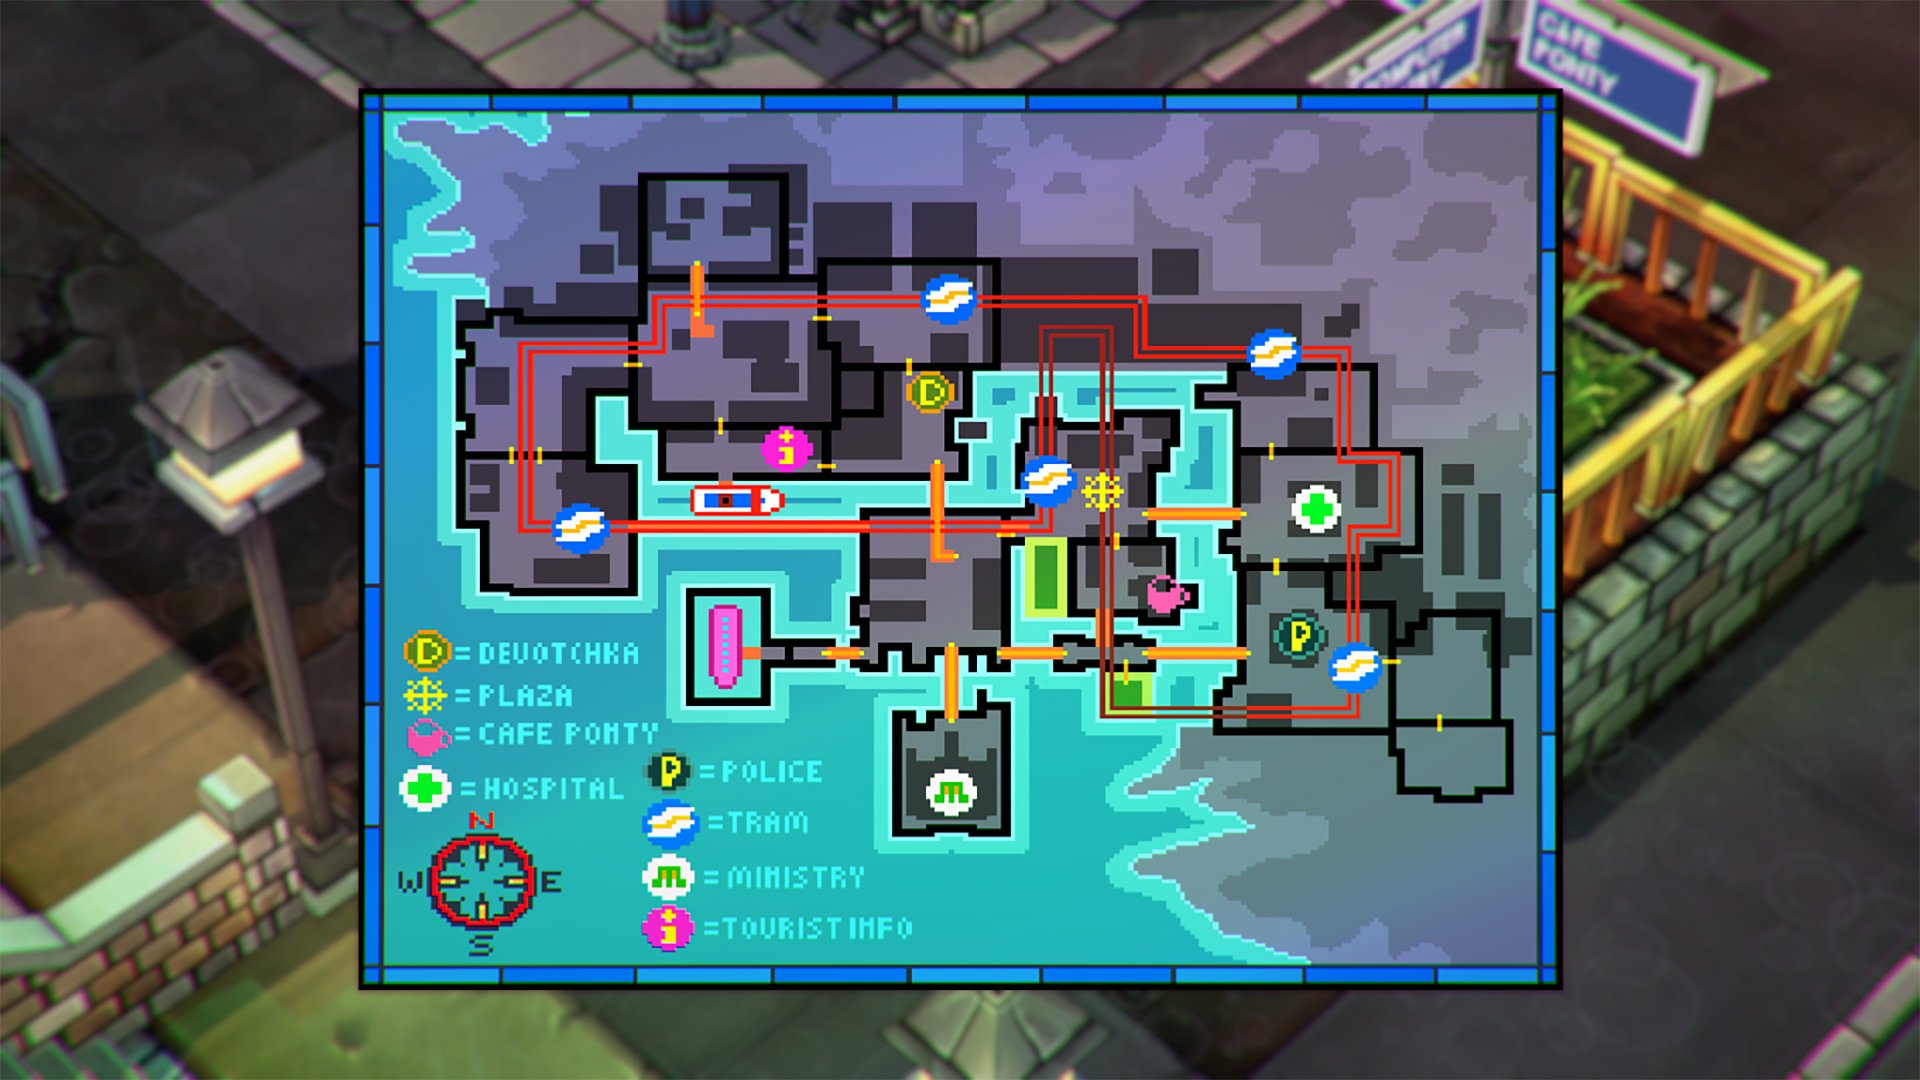 CAFE
PONTY
D
i
P
m
D = DEVOTCHKA
= PLAZA
= CAFE PONTY
= HOSPITAL
P = POLICE
= TRAM
m = MINISTRY
i = TOURIST INFO
N
W E
S